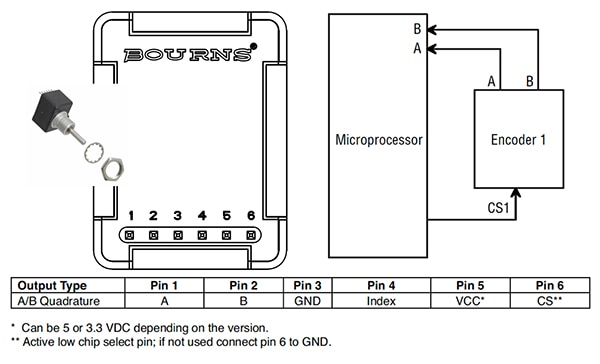 BOURNS®
1 2 3 4 5 6
B
A
A B
Microprocessor
Encoder 1
CS1
Output Type Pin 1 Pin 2 Pin 3 Pin 4 Pin 5 Pin 6
A/B Quadrature A B GND Index VCC* CS**
* Can be 5 or 3.3 VDC depending on the version.
** Active low chip select pin; if not used connect pin 6 to GND.